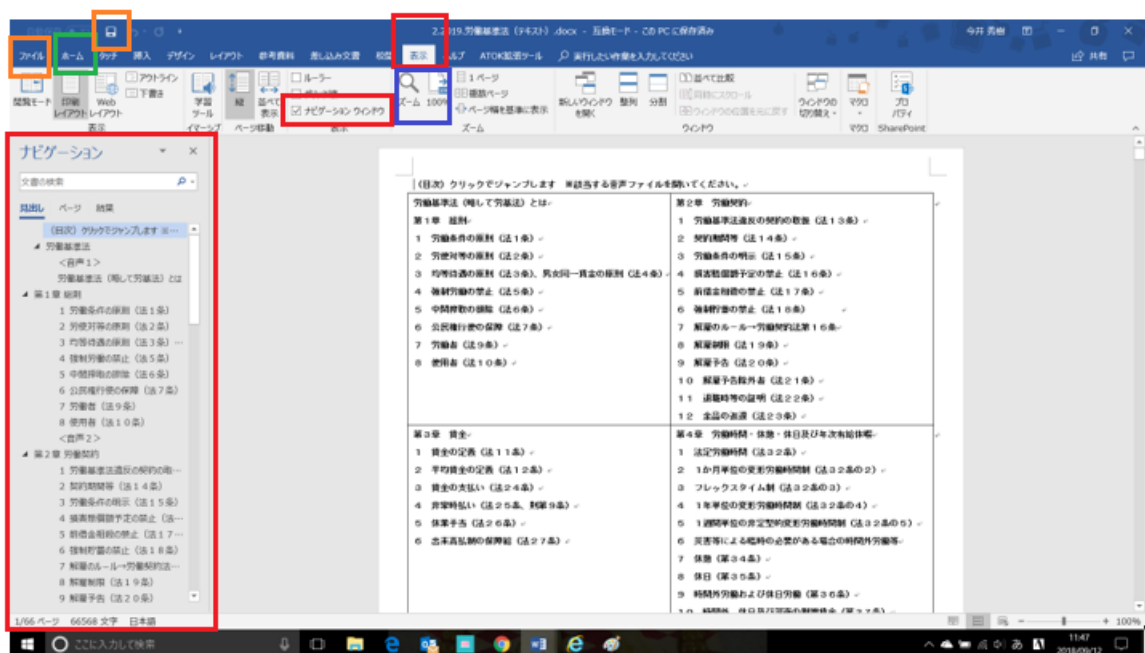 2.2019.労働基準法（テキスト）.docx - 互換モード - この PC に保存済み
今井 秀樹
ファイル ホーム タッチ 挿入 デザイン レイアウト 参考資料 差し込み文書 校閲 表示 ヘルプ ATOK拡張ツール 実行したい作業を入力してください 共有
アウトライン
ルーラー
1 ページ
並べて比較
下書き
複数ページ
同時にスクロール
閲覧モード 印刷レイアウト Webレイアウト
学習ツール
縦 並べて表示
ナビゲーション ウィンドウ
ズーム 100%
ページ幅を基準に表示
新しいウィンドウを開く 整列 分割
ウィンドウの位置を元に戻す
ウィンドウの切り替え
マクロ
プロパティ
表示 イマーシブ ページ移動 表示 ズーム ウィンドウ マクロ SharePoint
ナビゲーション
文書の検索
見出し ページ 結果
（目次）クリックでジャンプします ※…
労働基準法
＜音声１＞
労働基準法（略して労基法）とは
第１章 総則
1 労働条件の原則（法１条）
2 労使対等の原則（法２条）
3 均等待遇の原則（法３条）…
4 強制労働の禁止（法５条）
5 中間搾取の排除（法６条）
6 公民権行使の保障（法７条）
7 労働者（法９条）
8 使用者（法１０条）
＜音声２＞
第２章 労働契約
1 労働基準法違反の契約の取…
2 契約期間等（法１４条）
3 労働条件の明示（法１５条）
4 損害賠償額予定の禁止（法…
5 前借金相殺の禁止（法１７…
6 強制貯蓄の禁止（法１８条）
7 解雇のルール→労働契約法…
8 解雇制限（法１９条）
9 解雇予告（法２０条）
（目次）クリックでジャンプします　※該当する音声ファイルを開いてください。
労働基準法（略して労基法）とは
第１章　総則
1　労働条件の原則（法１条）
2　労使対等の原則（法２条）
3　均等待遇の原則（法３条）、男女同一賃金の原則（法４条）
4　強制労働の禁止（法５条）
5　中間搾取の排除（法６条）
6　公民権行使の保障（法７条）
7　労働者（法９条）
8　使用者（法１０条）
第２章　労働契約
1　労働基準法違反の契約の取扱（法１３条）
2　契約期間等（法１４条）
3　労働条件の明示（法１５条）
4　損害賠償額予定の禁止（法１６条）
5　前借金相殺の禁止（法１７条）
6　強制貯蓄の禁止（法１８条）
7　解雇のルール→労働契約法第１６条
8　解雇制限（法１９条）
9　解雇予告（法２０条）
１０　解雇予告除外者（法２１条）
１１　退職時等の証明（法２２条）
１２　金品の返還（法２３条）
第３章　賃金
1　賃金の定義（法１１条）
2　平均賃金の定義（法１２条）
3　賃金の支払い（法２４条）
4　非常時払い（法２５条、則第９条）
5　休業手当（法２６条）
6　出来高払制の保障給（法２７条）
第４章　労働時間・休憩・休日及び年次有給休暇
1　法定労働時間（法３２条）
2　1か月単位の変形労働時間制（法３２条の２）
3　フレックスタイム制（法３２条の３）
4　１年単位の変形労働時間制（法３２条の４）
5　１週間単位の非定型的変形労働時間制（法３２条の５）
6　災害等による臨時の必要がある場合の時間外労働等
7　休憩（第３４条）
8　休日（第３５条）
9　時間外労働および休日労働（第３６条）
1/66 ページ 66568 文字 日本語
100%
ここに入力して検索
あ
11:47
2018/09/12